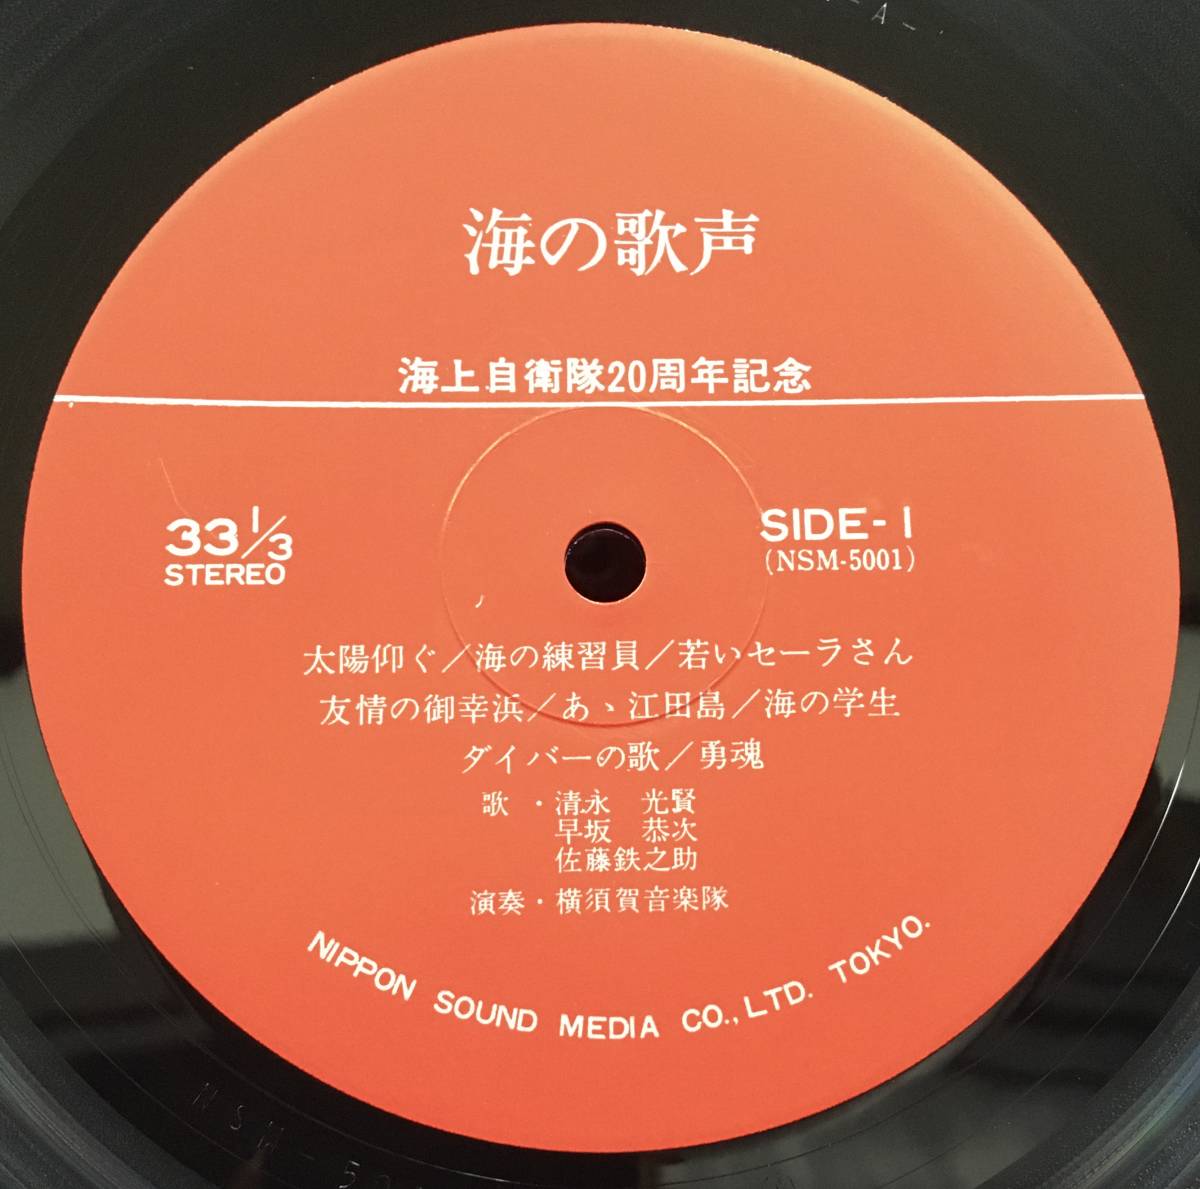 - A -
海の歌声
海上自衛隊20周年記念
33 1/3
STEREO
SIDE-1
(NSM-5001)
太陽仰ぐ/海の練習員/若いセーラさん
友情の御幸浜/あゝ江田島/海の学生
ダイバーの歌/勇魂
歌・清永 光賢
早坂 恭次
佐藤鉄之助
演奏・横須賀音楽隊
NIPPON SOUND MEDIA CO., LTD. TOKYO.
NSM-50